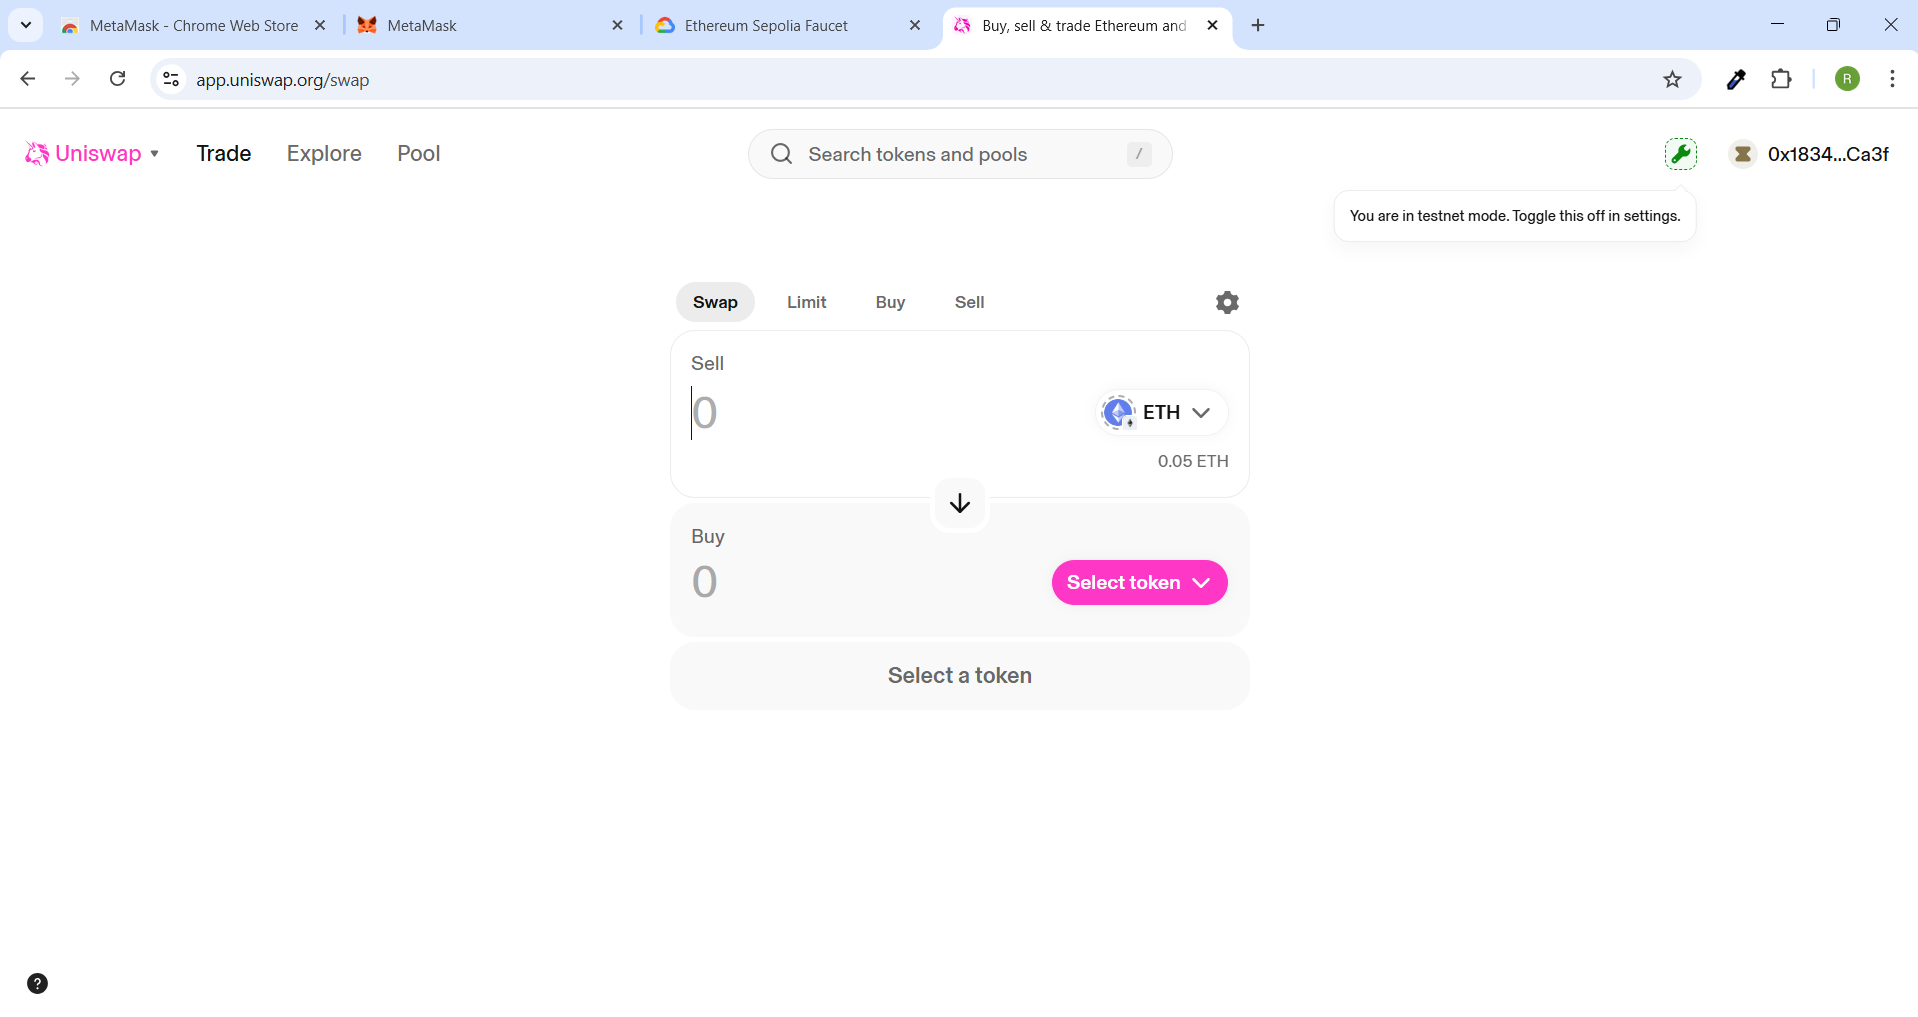 MetaMask - Chrome Web Store
MetaMask
Ethereum Sepolia Faucet
Buy, sell & trade Ethereum and
app.uniswap.org/swap
R
Uniswap
Trade
Explore
Pool
Search tokens and pools
/
0x1834...Ca3f
You are in testnet mode. Toggle this off in settings.
Swap
Limit
Buy
Sell
Sell
0
ETH
0.05 ETH
Buy
0
Select token
Select a token
?